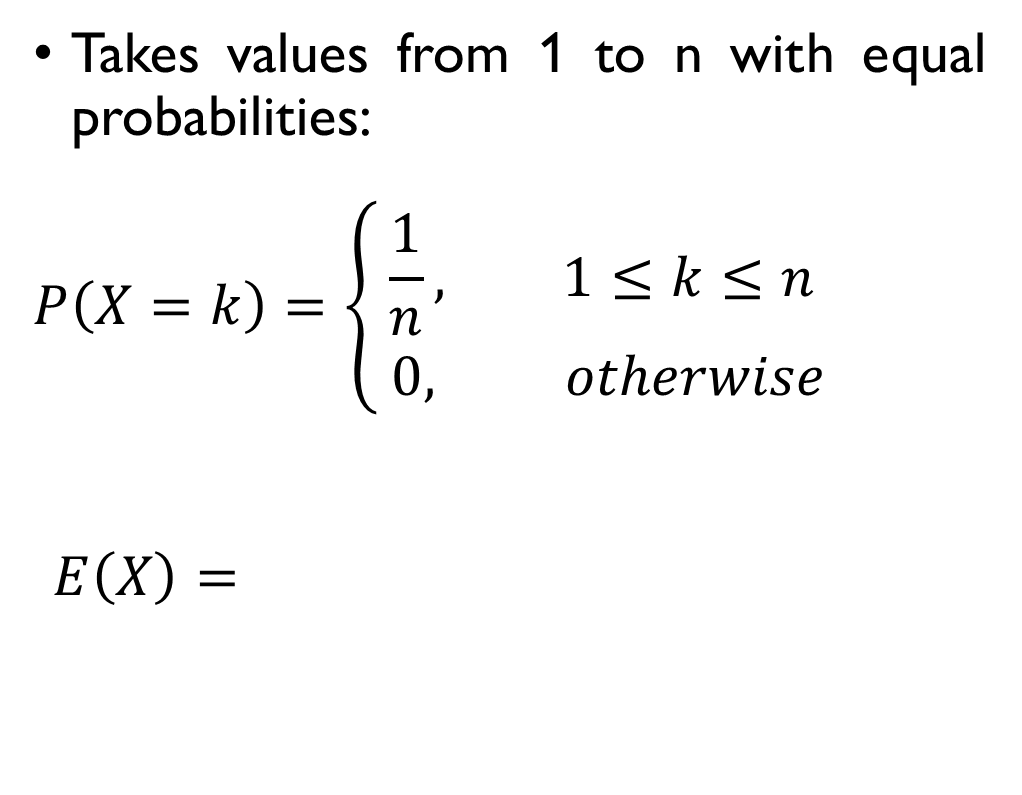 • Takes values from 1 to n with equal
probabilities:
P(X = k) = { 1/n, 1 ≤ k ≤ n
0, otherwise
E(X) =